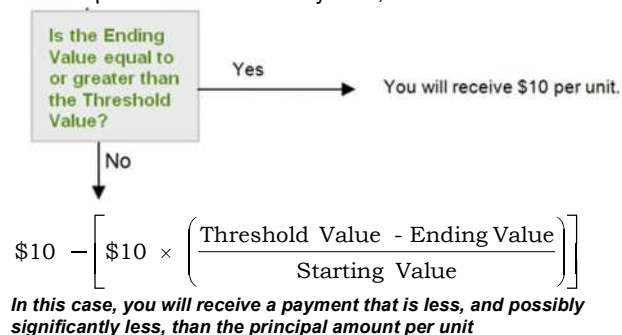 Is the Ending
Value equal to
or greater than
the Threshold
Value?
Yes
You will receive $10 per unit.
No
$10 − [ $10 × ( Threshold Value - Ending Value / Starting Value ) ]
In this case, you will receive a payment that is less, and possibly
significantly less, than the principal amount per unit